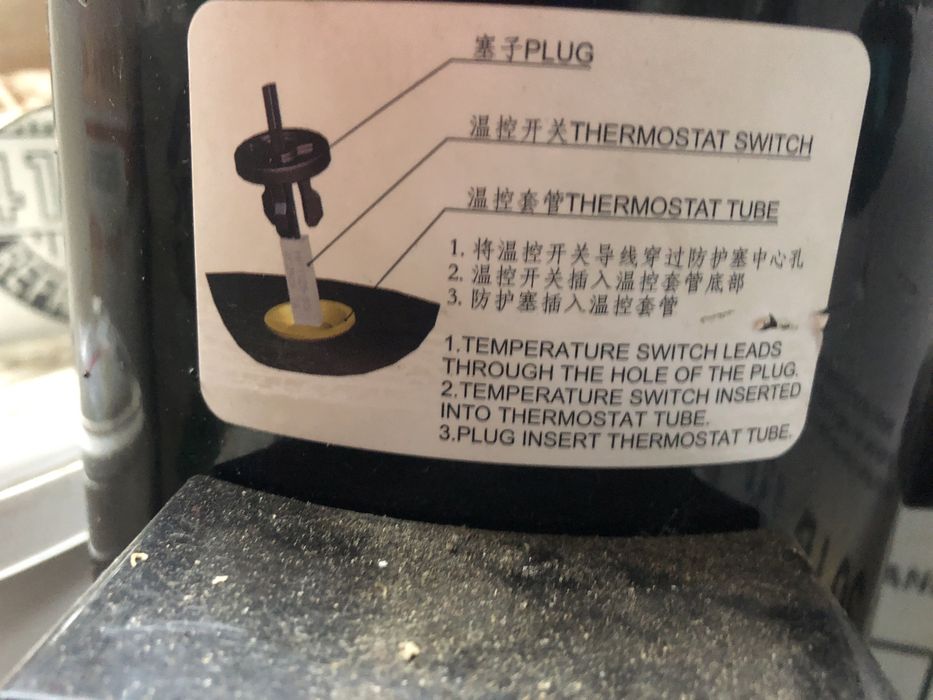 塞子PLUG
温控开关THERMOSTAT SWITCH
温控套管THERMOSTAT TUBE
1. 将温控开关导线穿过防护塞中心孔
2. 温控开关插入温控套管底部
3. 防护塞插入温控套管
1.TEMPERATURE SWITCH LEADS
THROUGH THE HOLE OF THE PLUG.
2.TEMPERATURE SWITCH INSERTED
INTO THERMOSTAT TUBE.
3.PLUG INSERT THERMOSTAT TUBE.
41
AN